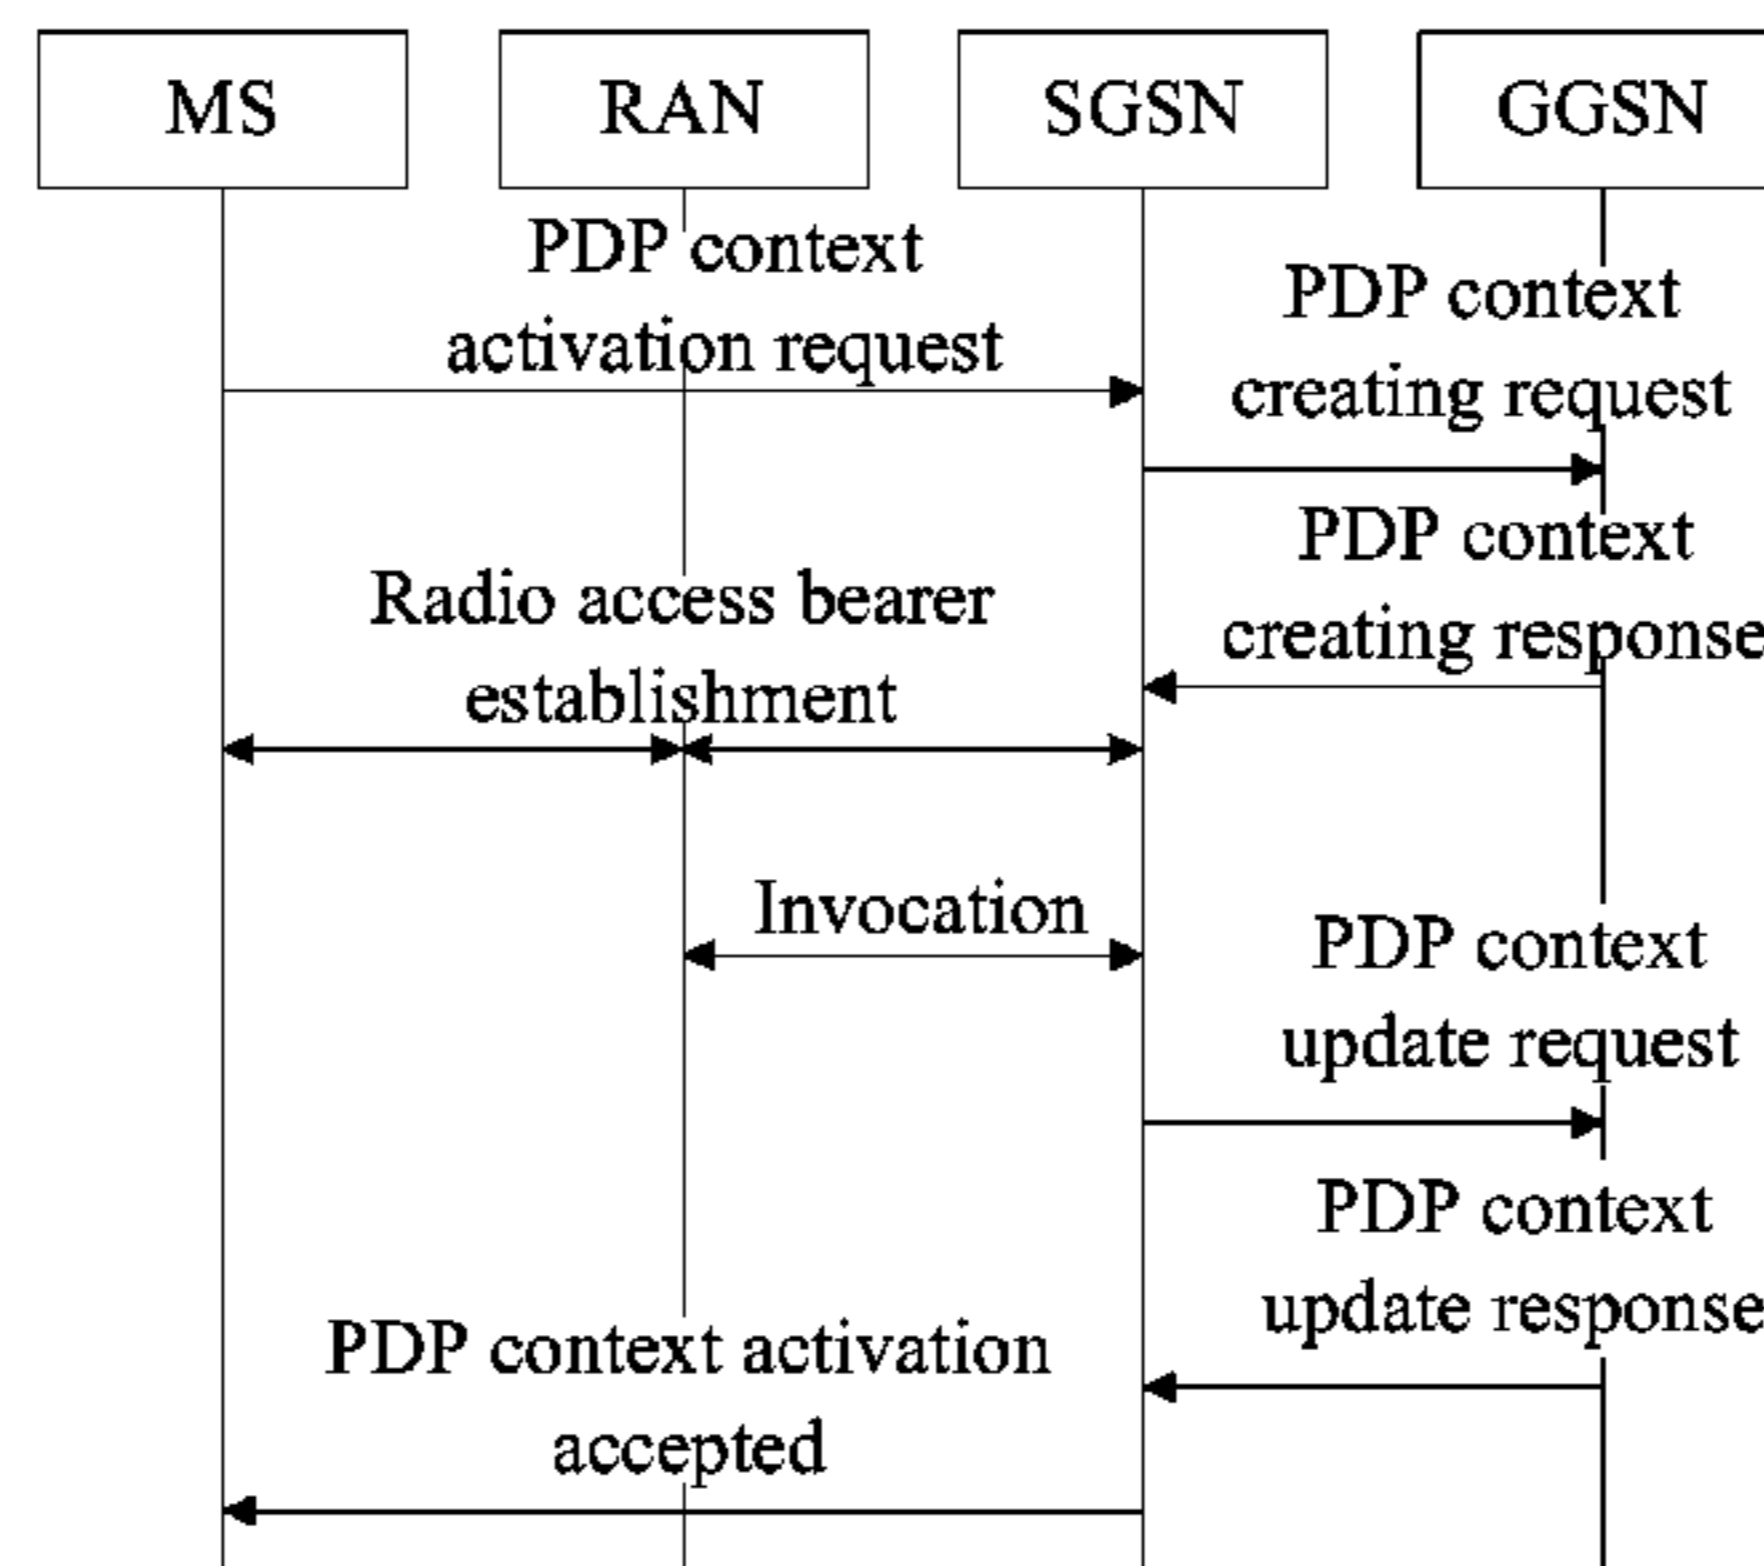 MS
RAN
SGSN
GGSN
PDP context
activation request
PDP context
creating request
PDP context
creating response
Radio access bearer
establishment
Invocation
PDP context
update request
PDP context
update response
PDP context activation
accepted